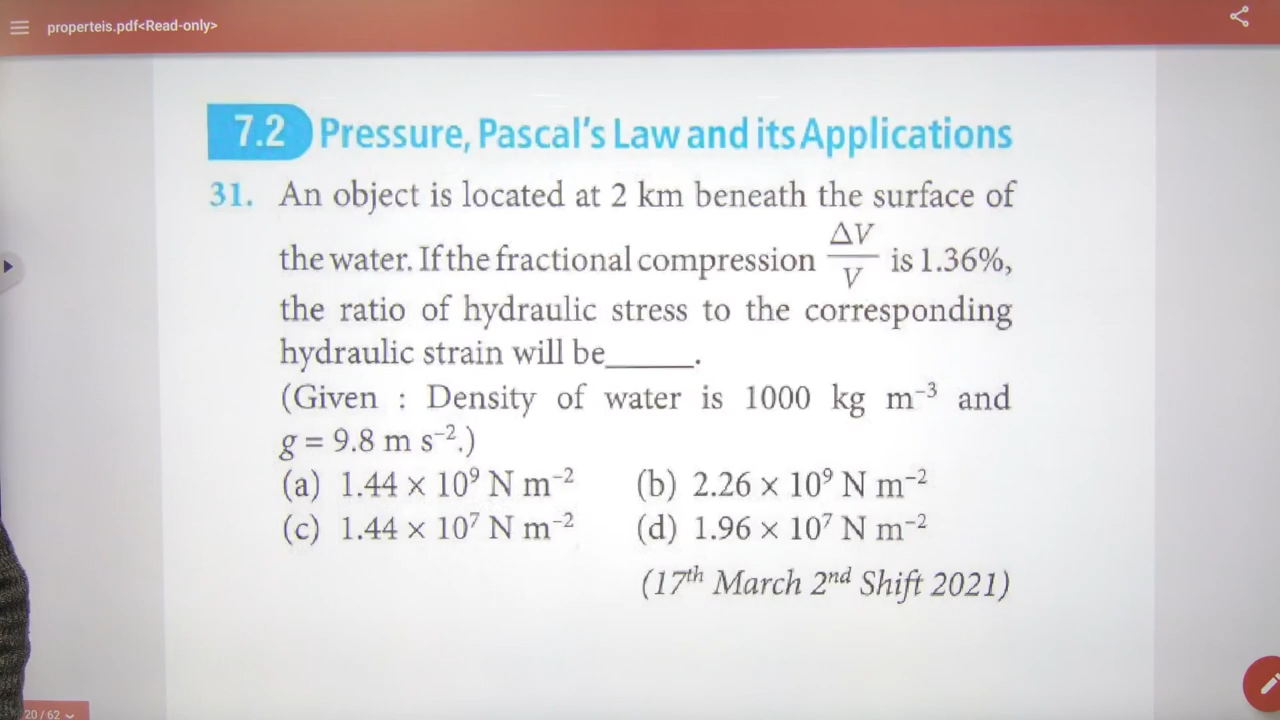 properteis.pdf<Read-only>
7.2 Pressure, Pascal's Law and its Applications
31. An object is located at 2 km beneath the surface of
the water. If the fractional compression ΔV/V is 1.36%,
the ratio of hydraulic stress to the corresponding
hydraulic strain will be______.
(Given : Density of water is 1000 kg m⁻³ and
g = 9.8 m s⁻².)
(a) 1.44 × 10⁹ N m⁻² (b) 2.26 × 10⁹ N m⁻²
(c) 1.44 × 10⁷ N m⁻² (d) 1.96 × 10⁷ N m⁻²
(17th March 2nd Shift 2021)
20 / 62